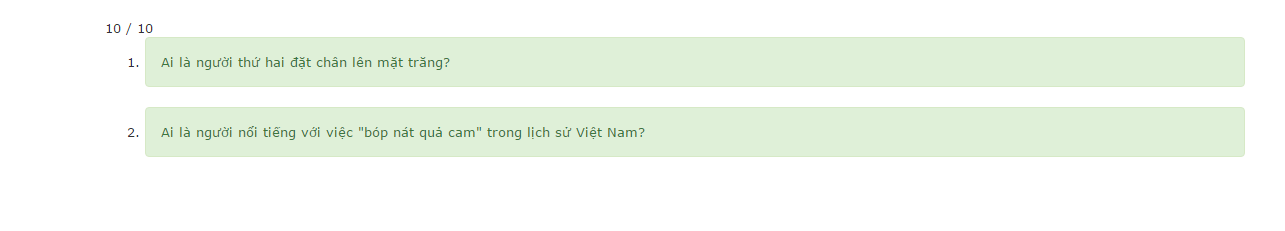 10 / 10
1. Ai là người thứ hai đặt chân lên mặt trăng?
2. Ai là người nổi tiếng với việc "bóp nát quả cam" trong lịch sử Việt Nam?